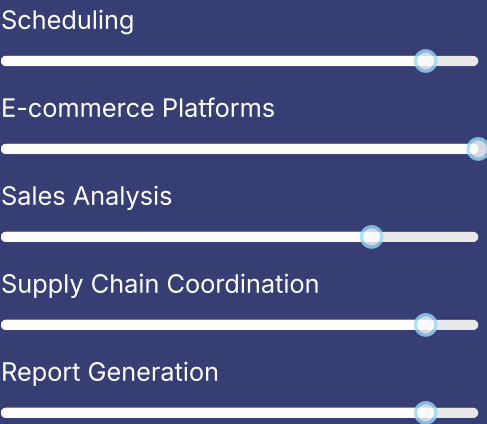 Scheduling
E-commerce Platforms
Sales Analysis
Supply Chain Coordination
Report Generation